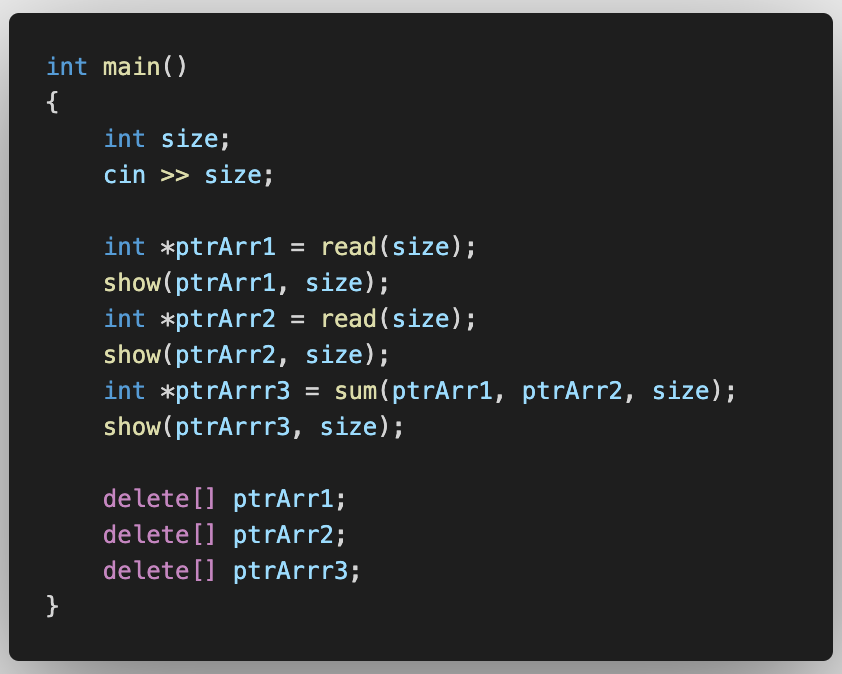 int main()
{
    int size;
    cin >> size;

    int *ptrArr1 = read(size);
    show(ptrArr1, size);
    int *ptrArr2 = read(size);
    show(ptrArr2, size);
    int *ptrArrr3 = sum(ptrArr1, ptrArr2, size);
    show(ptrArrr3, size);

    delete[] ptrArr1;
    delete[] ptrArr2;
    delete[] ptrArrr3;
}